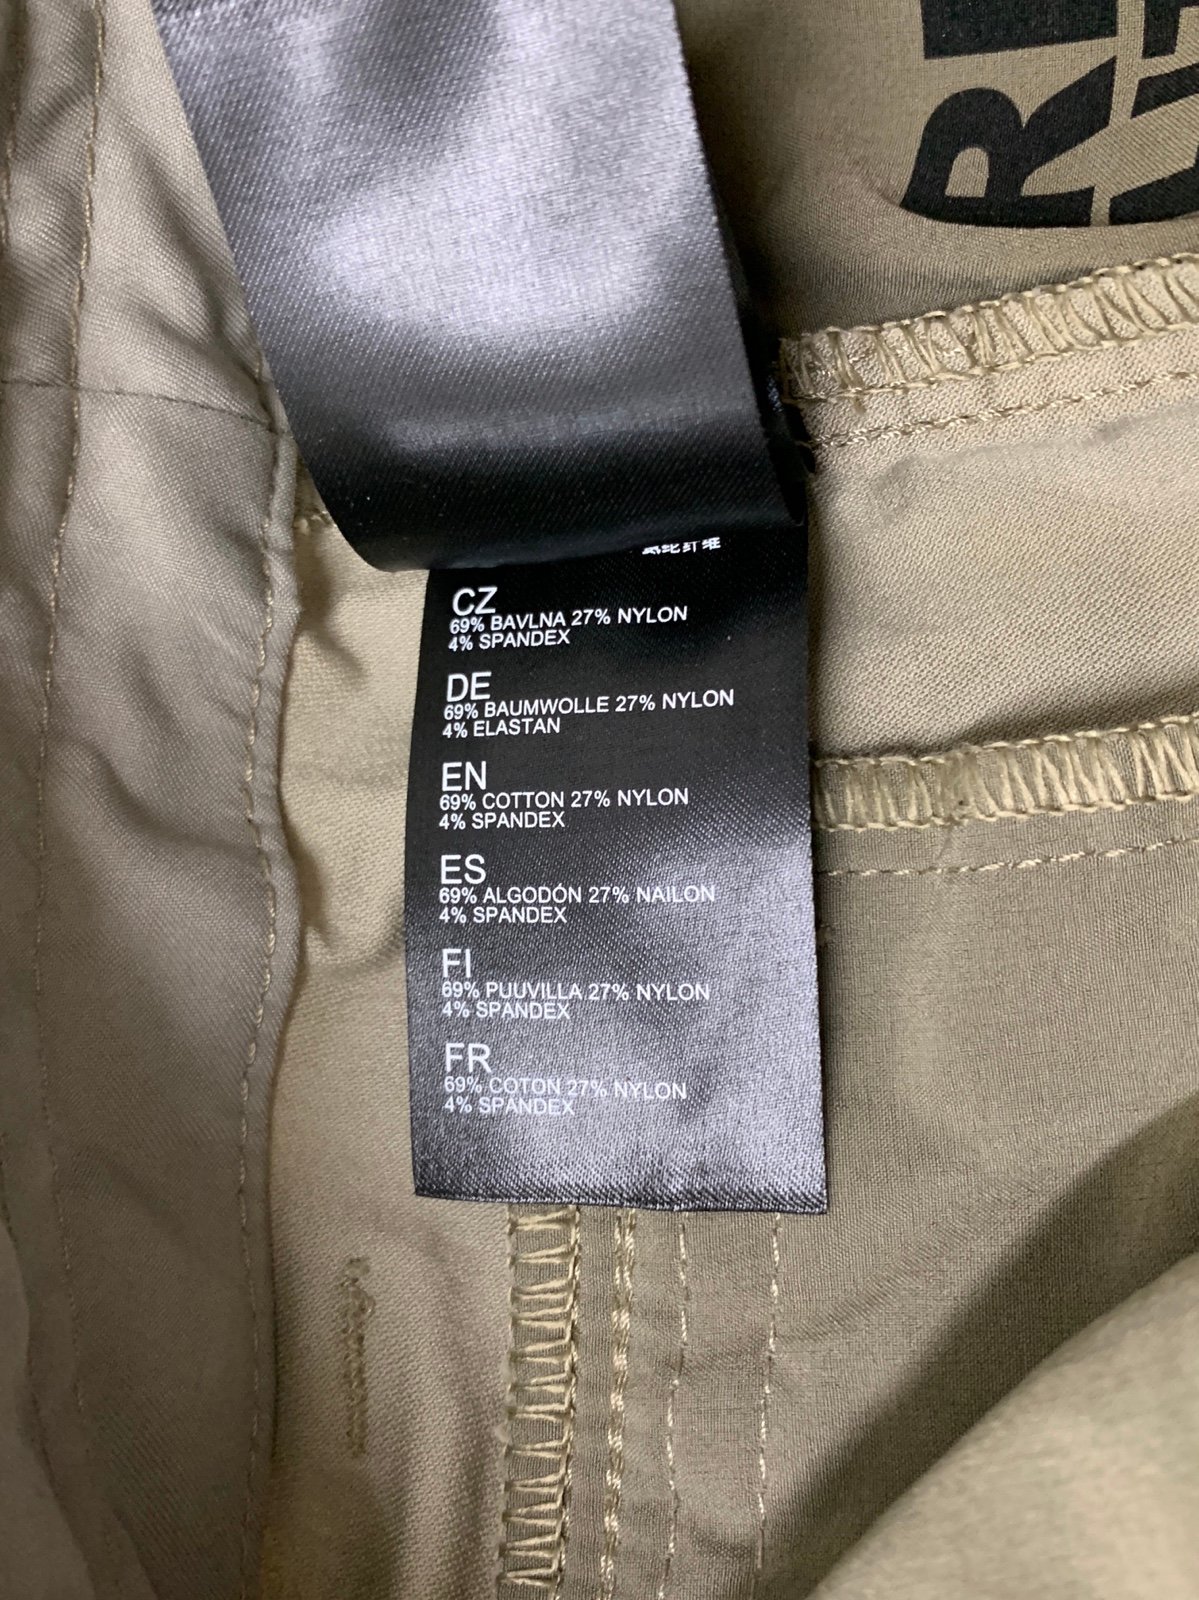 CZ
69% BAVLNA 27% NYLON
4% SPANDEX
DE
69% BAUMWOLLE 27% NYLON
4% ELASTAN
EN
69% COTTON 27% NYLON
4% SPANDEX
ES
69% ALGODÓN 27% NAILON
4% SPANDEX
FI
69% PUUVILLA 27% NYLON
4% SPANDEX
FR
69% COTON 27% NYLON
4% SPANDEX